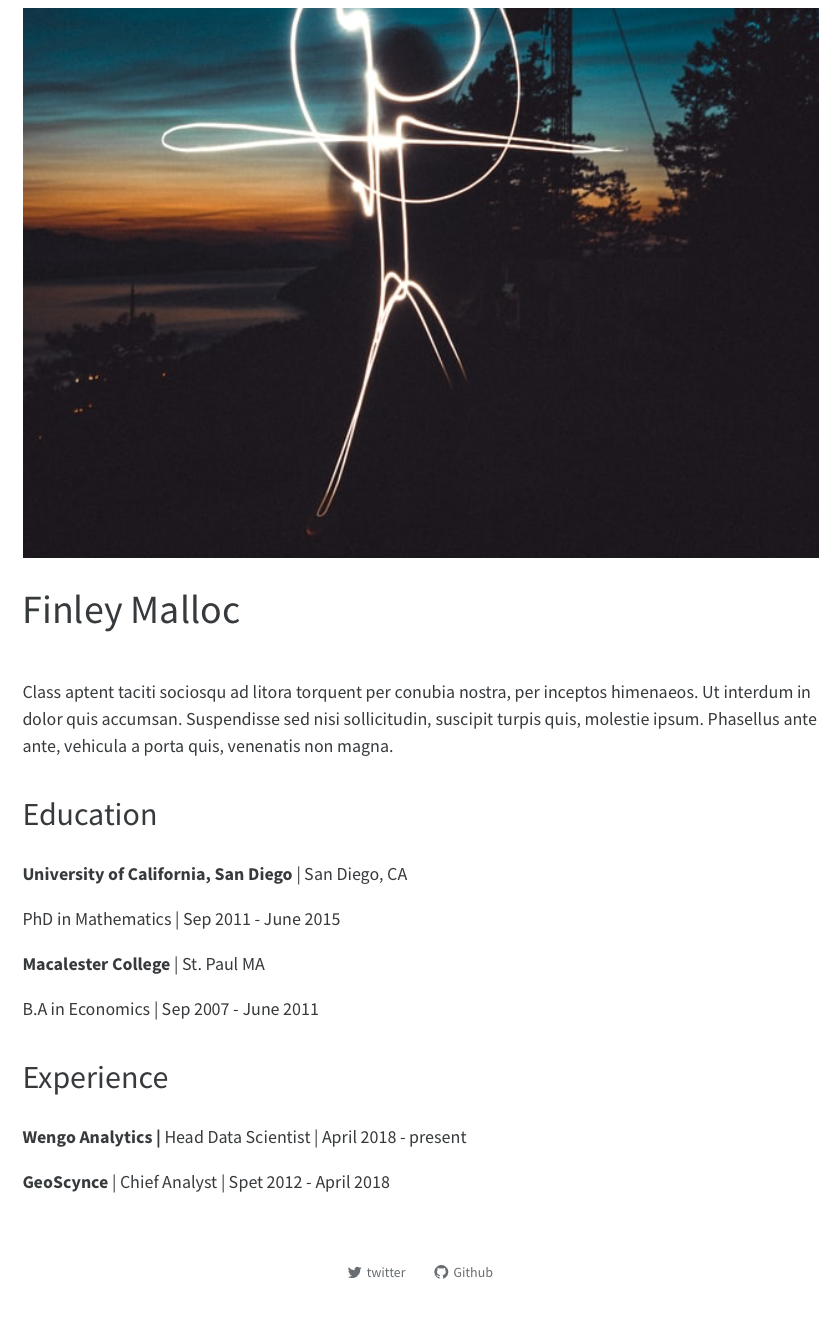 Finley Malloc
Class aptent taciti sociosqu ad litora torquent per conubia nostra, per inceptos himenaeos. Ut interdum in
dolor quis accumsan. Suspendisse sed nisi sollicitudin, suscipit turpis quis, molestie ipsum. Phasellus ante
ante, vehicula a porta quis, venenatis non magna.
Education
University of California, San Diego | San Diego, CA
PhD in Mathematics | Sep 2011 - June 2015
Macalester College | St. Paul MA
B.A in Economics | Sep 2007 - June 2011
Experience
Wengo Analytics | Head Data Scientist | April 2018 - present
GeoScynce | Chief Analyst | Spet 2012 - April 2018
twitter Github